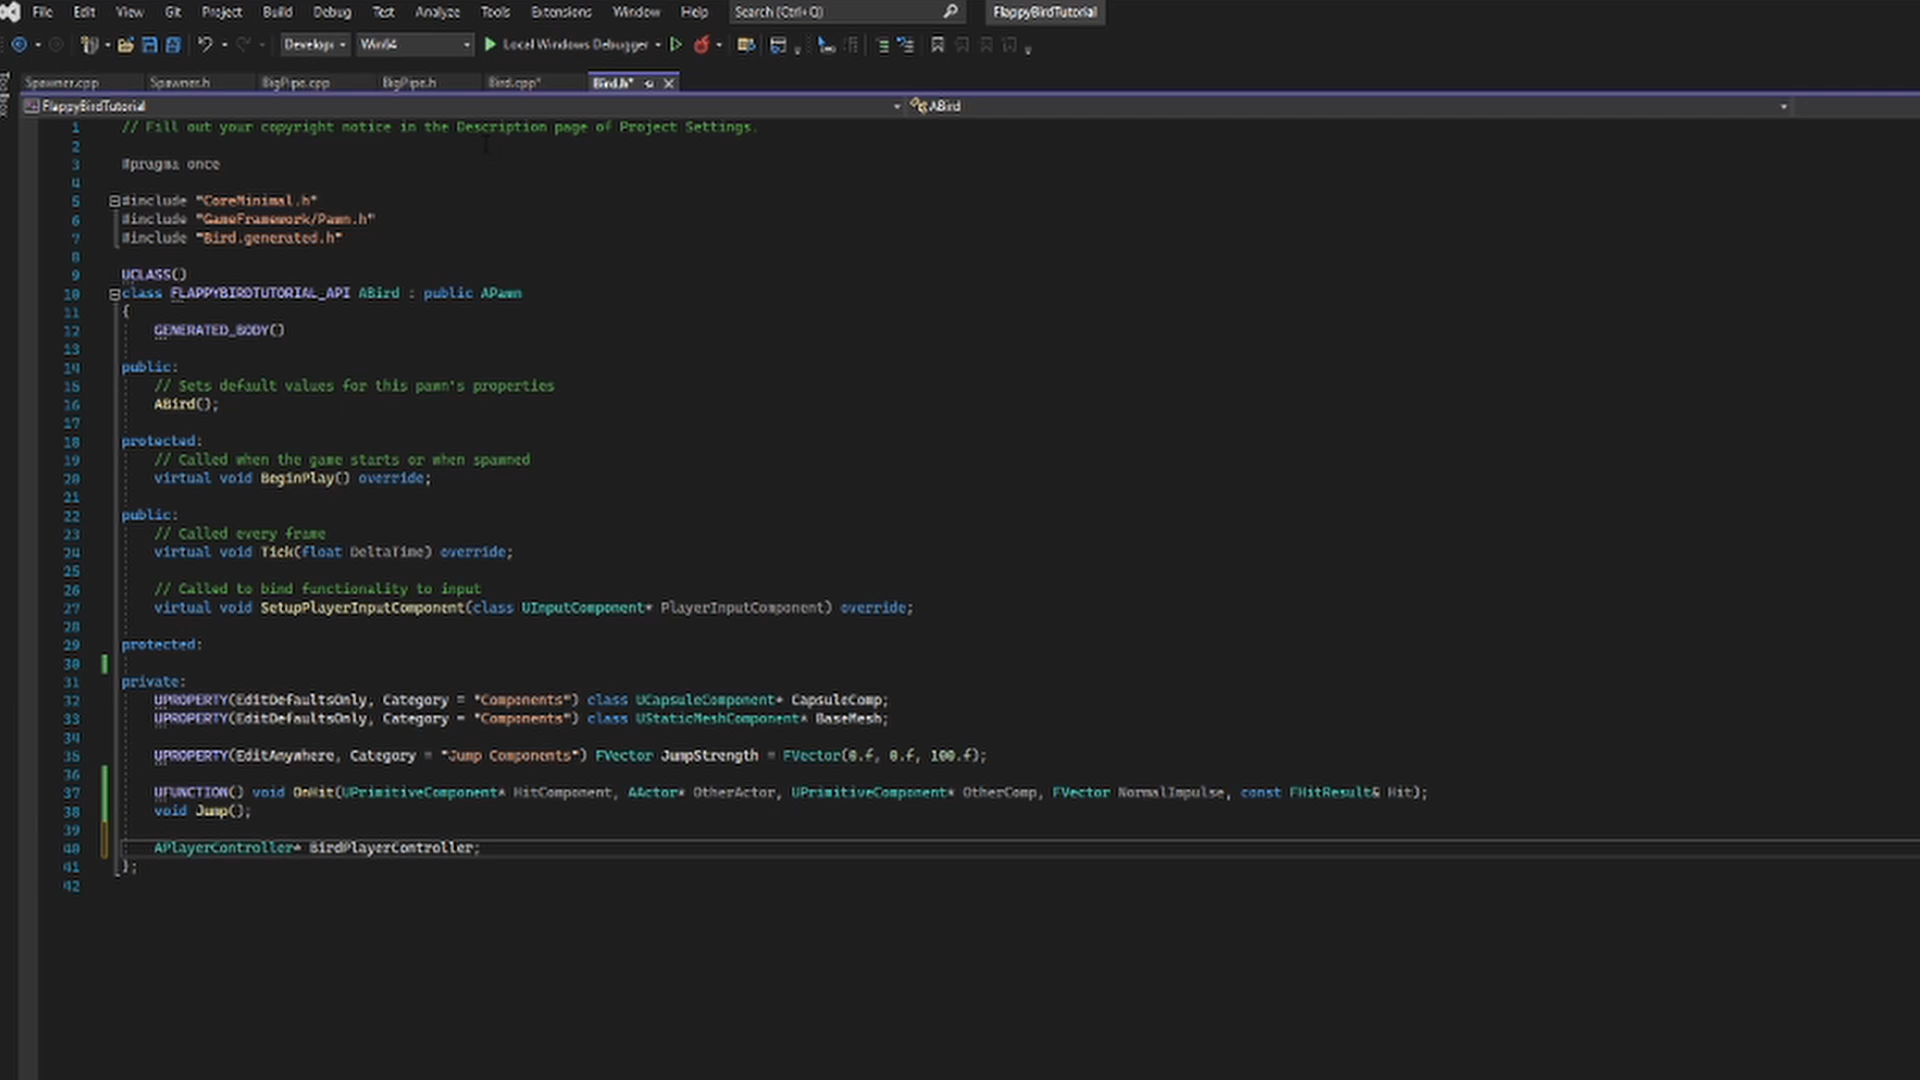 File Edit View Git Project Build Debug Test Analyze Tools Extensions Window Help Search (Ctrl+Q) FlappyBirdTutorial
Develop Win64 Local Windows Debugger
Spawner.cpp Spawner.h BigPipe.cpp BigPipe.h Bird.cpp* Bird.h*
FlappyBirdTutorial ABird
1 // Fill out your copyright notice in the Description page of Project Settings.
2
3 #pragma once
4
5 #include "CoreMinimal.h"
6 #include "GameFramework/Pawn.h"
7 #include "Bird.generated.h"
8
9 UCLASS()
10 class FLAPPYBIRDTUTORIAL_API ABird : public APawn
11 {
12 GENERATED_BODY()
13
14 public:
15 // Sets default values for this pawn's properties
16 ABird();
17
18 protected:
19 // Called when the game starts or when spawned
20 virtual void BeginPlay() override;
21
22 public:
23 // Called every frame
24 virtual void Tick(float DeltaTime) override;
25
26 // Called to bind functionality to input
27 virtual void SetupPlayerInputComponent(class UInputComponent* PlayerInputComponent) override;
28
29 protected:
30
31 private:
32 UPROPERTY(EditDefaultsOnly, Category = "Components") class UCapsuleComponent* CapsuleComp;
33 UPROPERTY(EditDefaultsOnly, Category = "Components") class UStaticMeshComponent* BaseMesh;
34
35 UPROPERTY(EditAnywhere, Category = "Jump Components") FVector JumpStrength = FVector(0.f, 0.f, 100.f);
36
37 UFUNCTION() void OnHit(UPrimitiveComponent* HitComponent, AActor* OtherActor, UPrimitiveComponent* OtherComp, FVector NormalImpulse, const FHitResult& Hit);
38 void Jump();
39
40 APlayerController* BirdPlayerController;
41 };
42